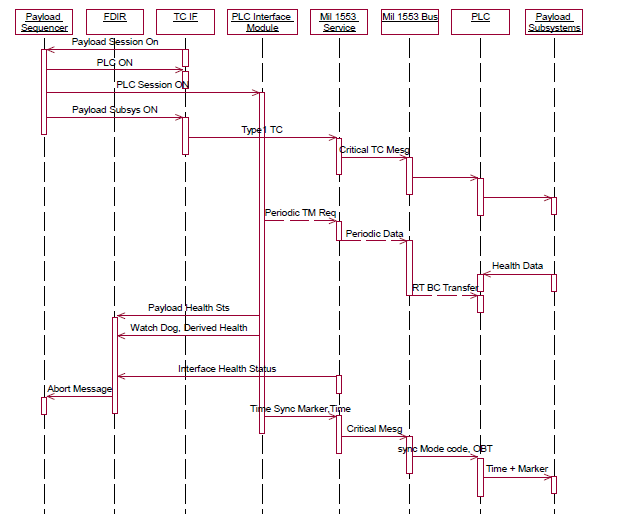 Payload Sequencer
FDIR
TC IF
PLC Interface Module
Mil 1553 Service
Mil 1553 Bus
PLC
Payload Subsystems
Payload Session On
PLC ON
PLC Session ON
Payload Subsys ON
Type1 TC
Critical TC Mesg
Periodic TM Req
Periodic Data
Health Data
RT BC Transfer
Payload Health Sts
Watch Dog, Derived Health
Interface Health Status
Abort Message
Time Sync Marker,Time
Critical Mesg
sync Mode code, OBT
Time + Marker